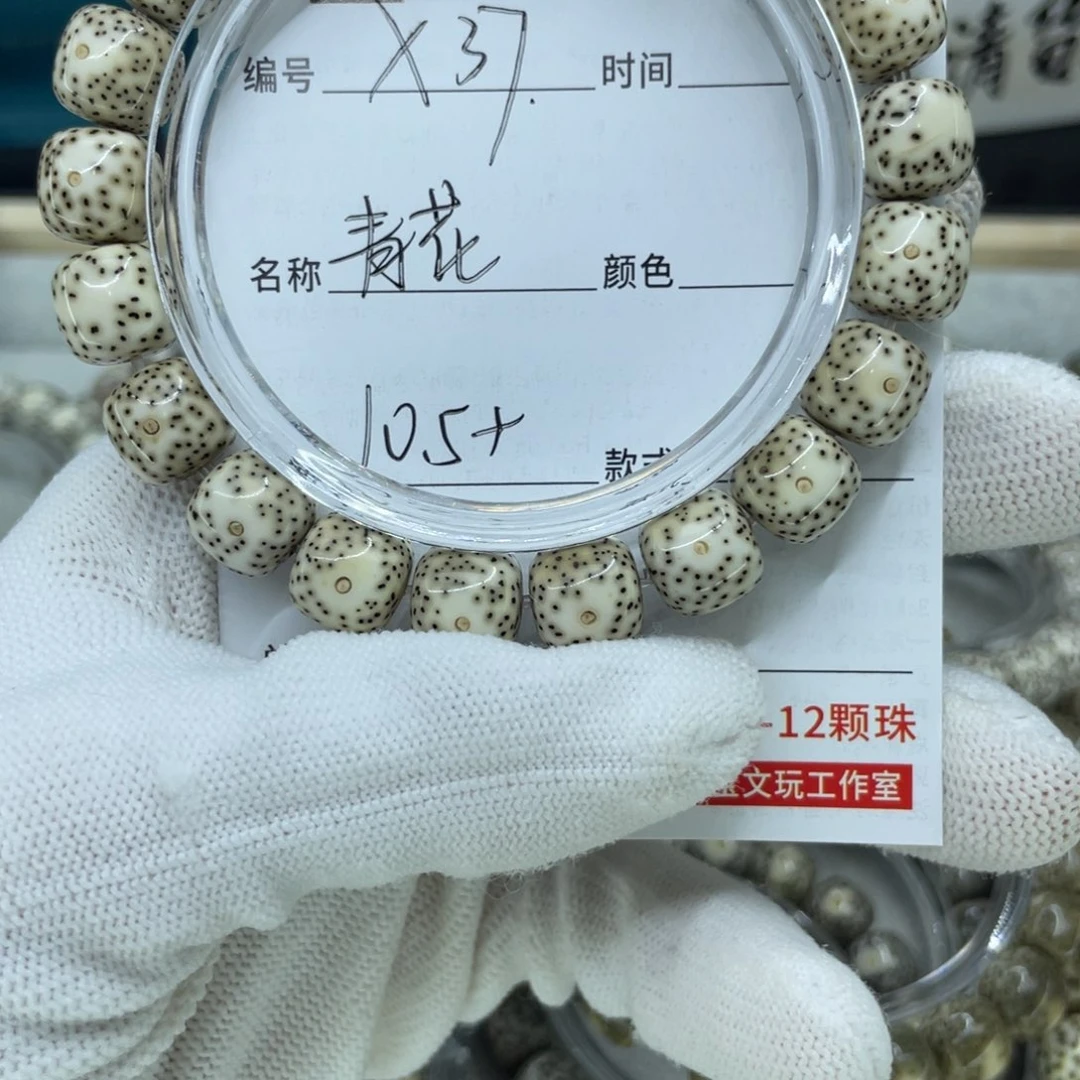 编号 X37. 时间
名称 青花 颜色
105+ 款式
-12颗珠
文玩工作室
清